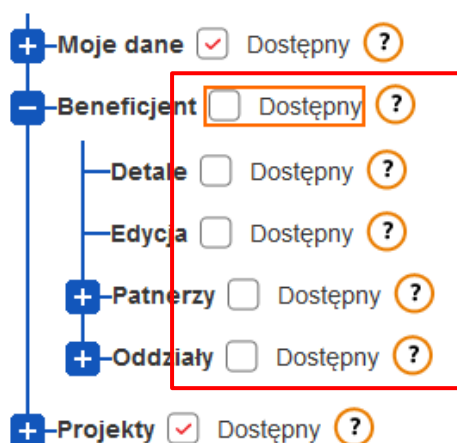 Moje dane Dostępny ?
Beneficjent Dostępny ?
Detale Dostępny ?
Edycja Dostępny ?
Patnerzy Dostępny ?
Oddziały Dostępny ?
Projekty Dostępny ?